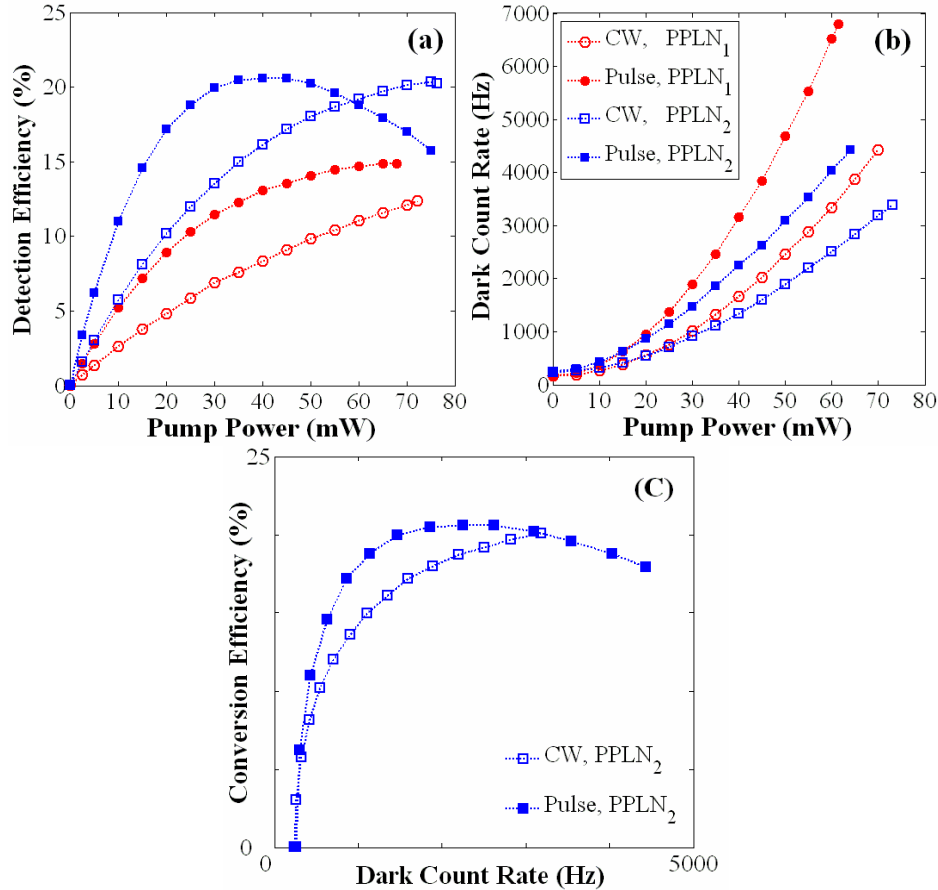 (a)
25
20
15
10
5
0
Detection Efficiency (%)
0 10 20 30 40 50 60 70 80
Pump Power (mW)
(b)
CW, PPLN1
Pulse, PPLN1
CW, PPLN2
Pulse, PPLN2
7000
6000
5000
4000
3000
2000
1000
0
Dark Count Rate (Hz)
0 10 20 30 40 50 60 70 80
Pump Power (mW)
(C)
25
0
Conversion Efficiency (%)
CW, PPLN2
Pulse, PPLN2
0 5000
Dark Count Rate (Hz)